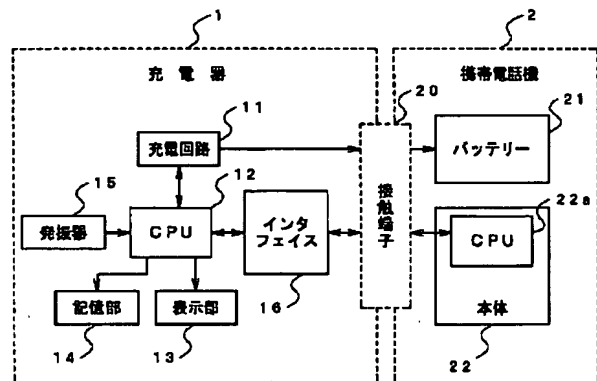 1
2
充電器
携帯電話機
20
11
21
充電回路
バッテリー
15
12
接触端子
22a
発振器
CPU
インタ
フェイス
CPU
記憶部
表示部
16
本体
14
13
22